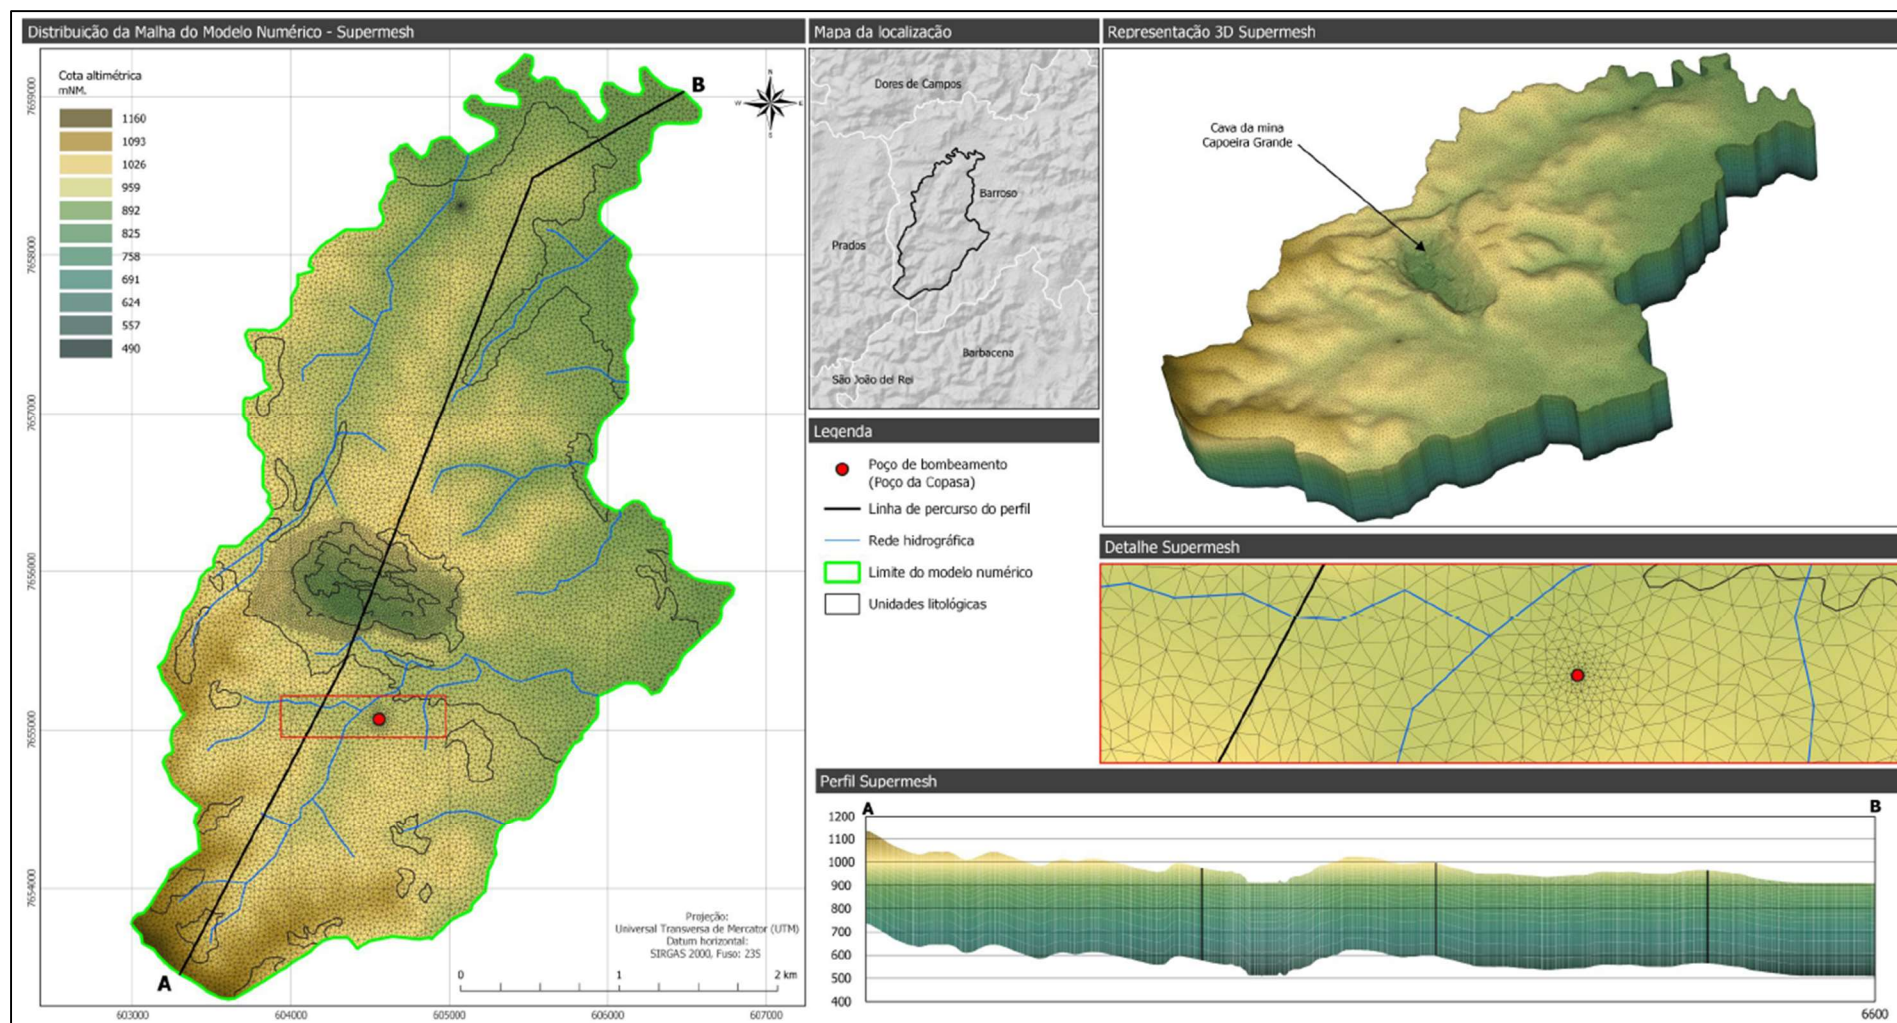 Distribuição da Malha do Modelo Numérico - Supermesh
Cota altimétrica
mNM.
1160
1093
1026
959
892
825
758
691
624
557
490
B
N
W
E
S
A
7659000
7658000
7657000
7656000
7655000
7654000
603000
604000
605000
606000
607000
Projeção:
Universal Transversa de Mercator (UTM)
Datum horizontal:
SIRGAS 2000, Fuso: 23S
0
1
2 km
Mapa da localização
Dores de Campos
Barroso
Prados
Barbacena
São João del Rei
Legenda
Poço de bombeamento
(Poço da Copasa)
Linha de percurso do perfil
Rede hidrográfica
Limite do modelo numérico
Unidades litológicas
Representação 3D Supermesh
Cava da mina
Capoeira Grande
Detalhe Supermesh
Perfil Supermesh
A
B
1200
1100
1000
900
800
700
600
500
400
6600